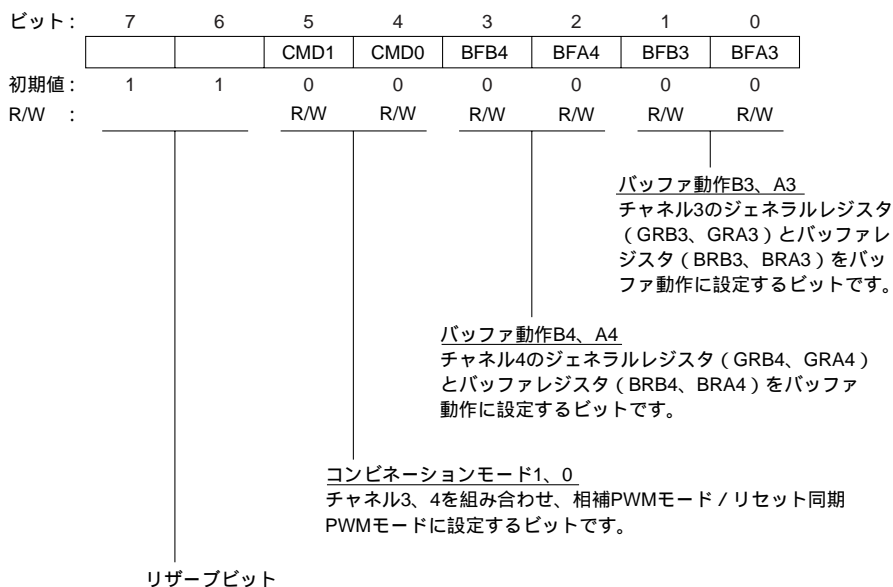 ビット: 7 6 5 4 3 2 1 0
CMD1 CMD0 BFB4 BFA4 BFB3 BFA3
初期値: 1 1 0 0 0 0 0 0
R/W : R/W R/W R/W R/W R/W R/W
バッファ動作B3、A3
チャネル3のジェネラルレジスタ
（GRB3、GRA3）とバッファレ
ジスタ（BRB3、BRA3）をバッ
ファ動作に設定するビットです。
バッファ動作B4、A4
チャネル4のジェネラルレジスタ（GRB4、GRA4）
とバッファレジスタ（BRB4、BRA4）をバッファ
動作に設定するビットです。
コンビネーションモード1、0
チャネル3、4を組み合わせ、相補PWMモード／リセット同期
PWMモードに設定するビットです。
リザーブビット